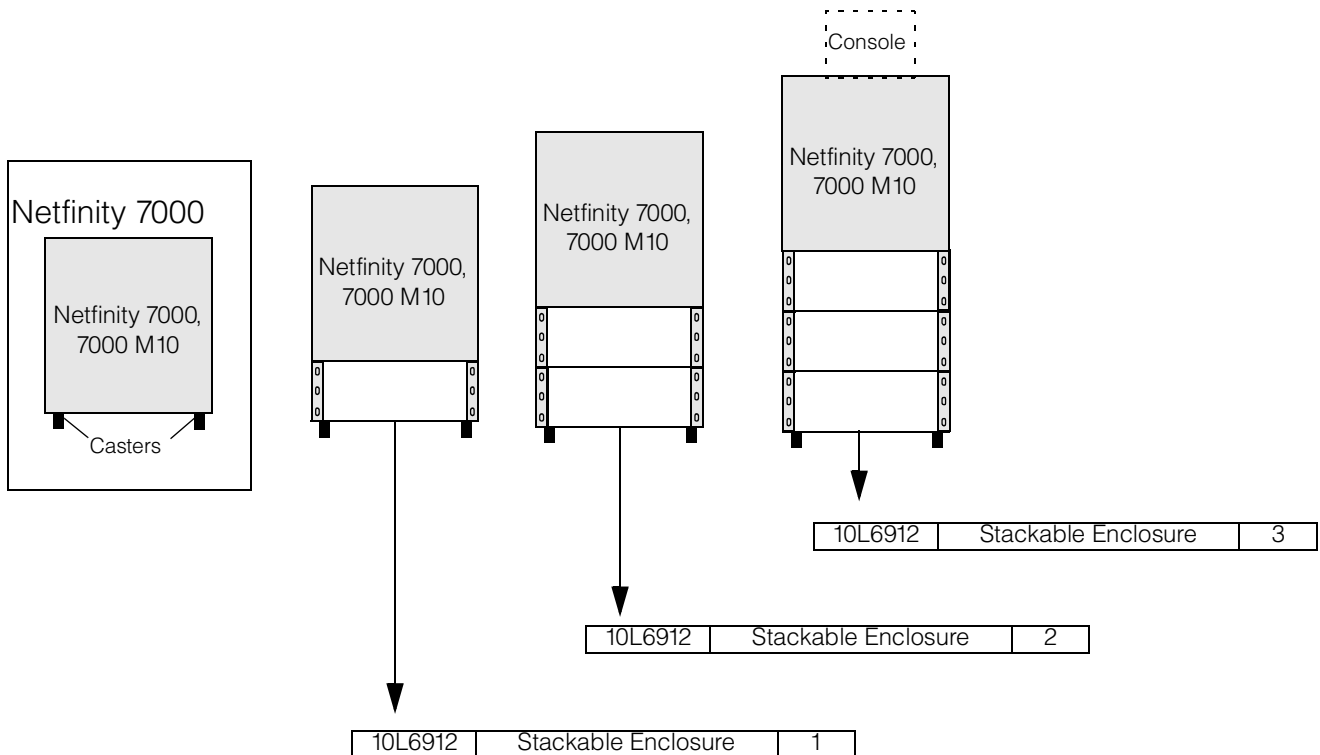 Console
Netfinity 7000,
7000 M10
Netfinity 7000,
7000 M10
Netfinity 7000
Netfinity 7000,
7000 M10
Netfinity 7000,
7000 M10
Casters
10L6912 Stackable Enclosure 3
10L6912 Stackable Enclosure 2
10L6912 Stackable Enclosure 1